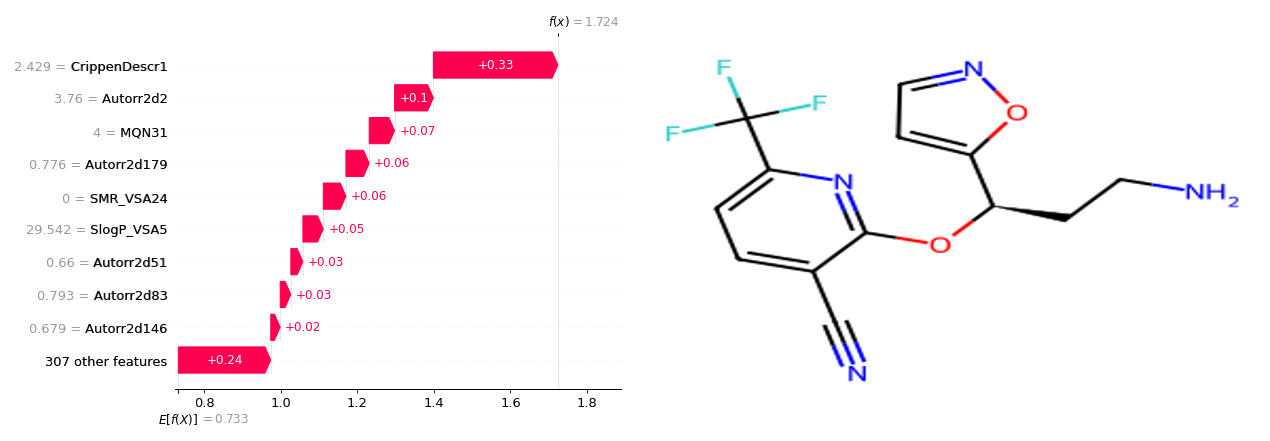 f(x) = 1.724
2.429 = CrippenDescr1
+0.33
3.76 = Autorr2d2
+0.1
4 = MQN31
+0.07
0.776 = Autorr2d179
+0.06
0 = SMR_VSA24
+0.06
29.542 = SlogP_VSA5
+0.05
0.66 = Autorr2d51
+0.03
0.793 = Autorr2d83
+0.03
0.679 = Autorr2d146
+0.02
307 other features
+0.24
0.8 1.0 1.2 1.4 1.6 1.8
E[f(X)] = 0.733
F
F
F
N
O
N
NH2
O
N